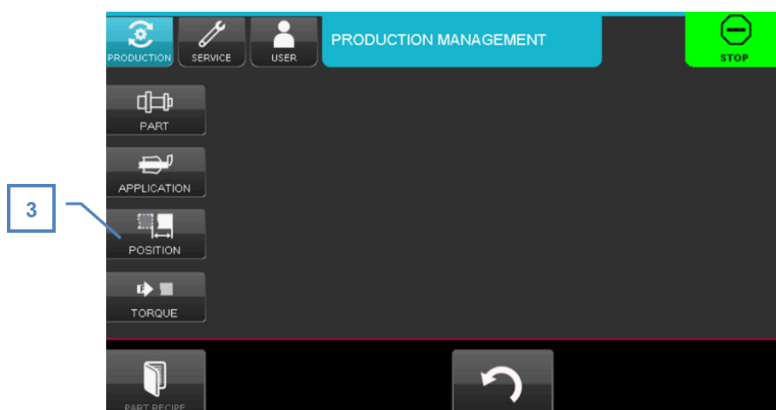 PRODUCTION
SERVICE
USER
PRODUCTION MANAGEMENT
STOP
PART
APPLICATION
3
POSITION
TORQUE
PART RECIPE